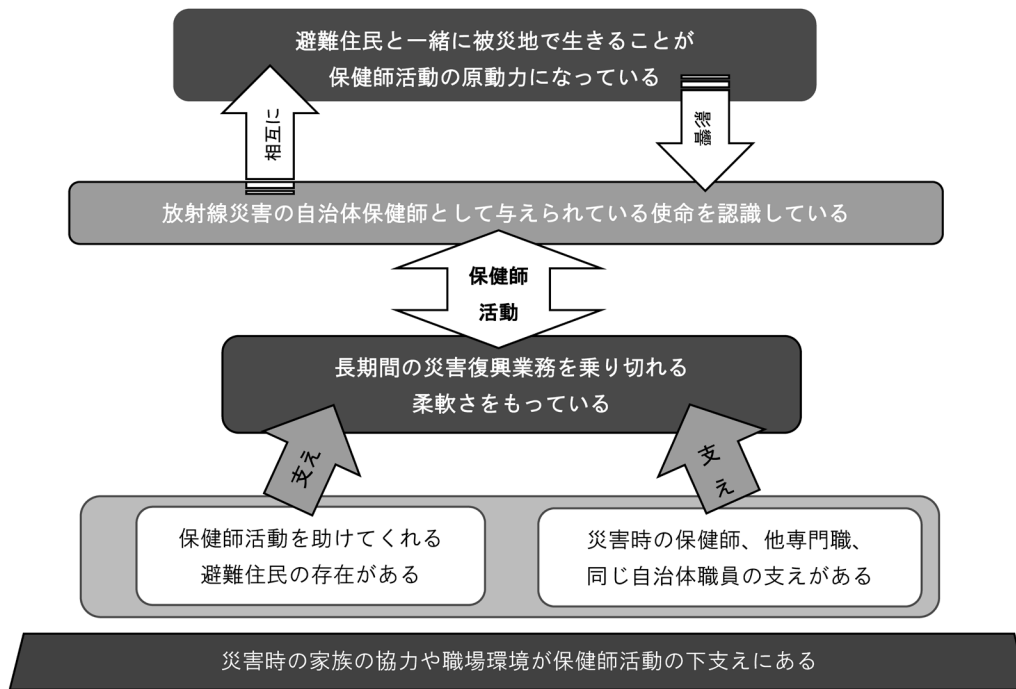 避難住民と一緒に被災地で生きることが
保健師活動の原動力になっている
相互に
影響
放射線災害の自治体保健師として与えられている使命を認識している
保健師
活動
長期間の災害復興業務を乗り切れる
柔軟さをもっている
支え
支え
保健師活動を助けてくれる
避難住民の存在がある
災害時の保健師、他専門職、
同じ自治体職員の支えがある
災害時の家族の協力や職場環境が保健師活動の下支えにある